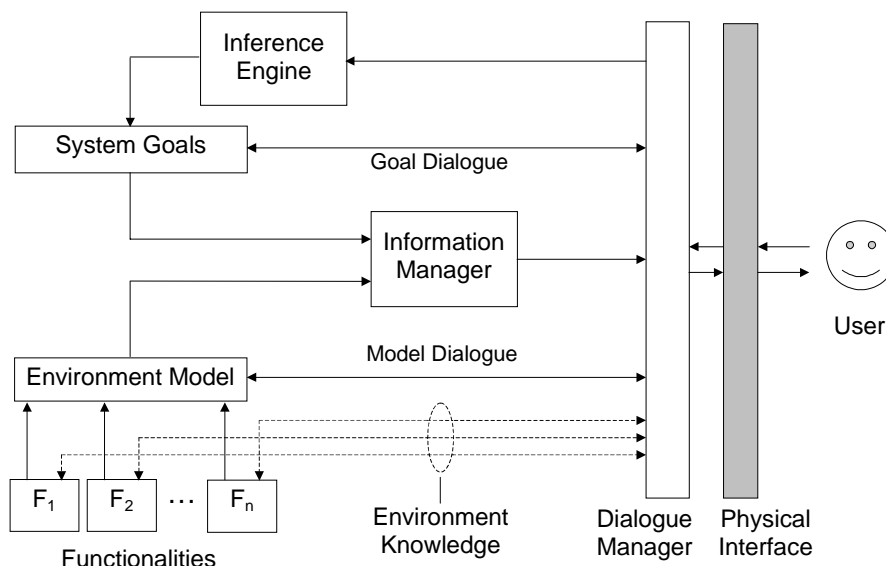 Inference
Engine
System Goals
Goal Dialogue
Information
Manager
User
Model Dialogue
Environment Model
F1
F2
...
Fn
Environment
Knowledge
Dialogue
Manager
Physical
Interface
Functionalities